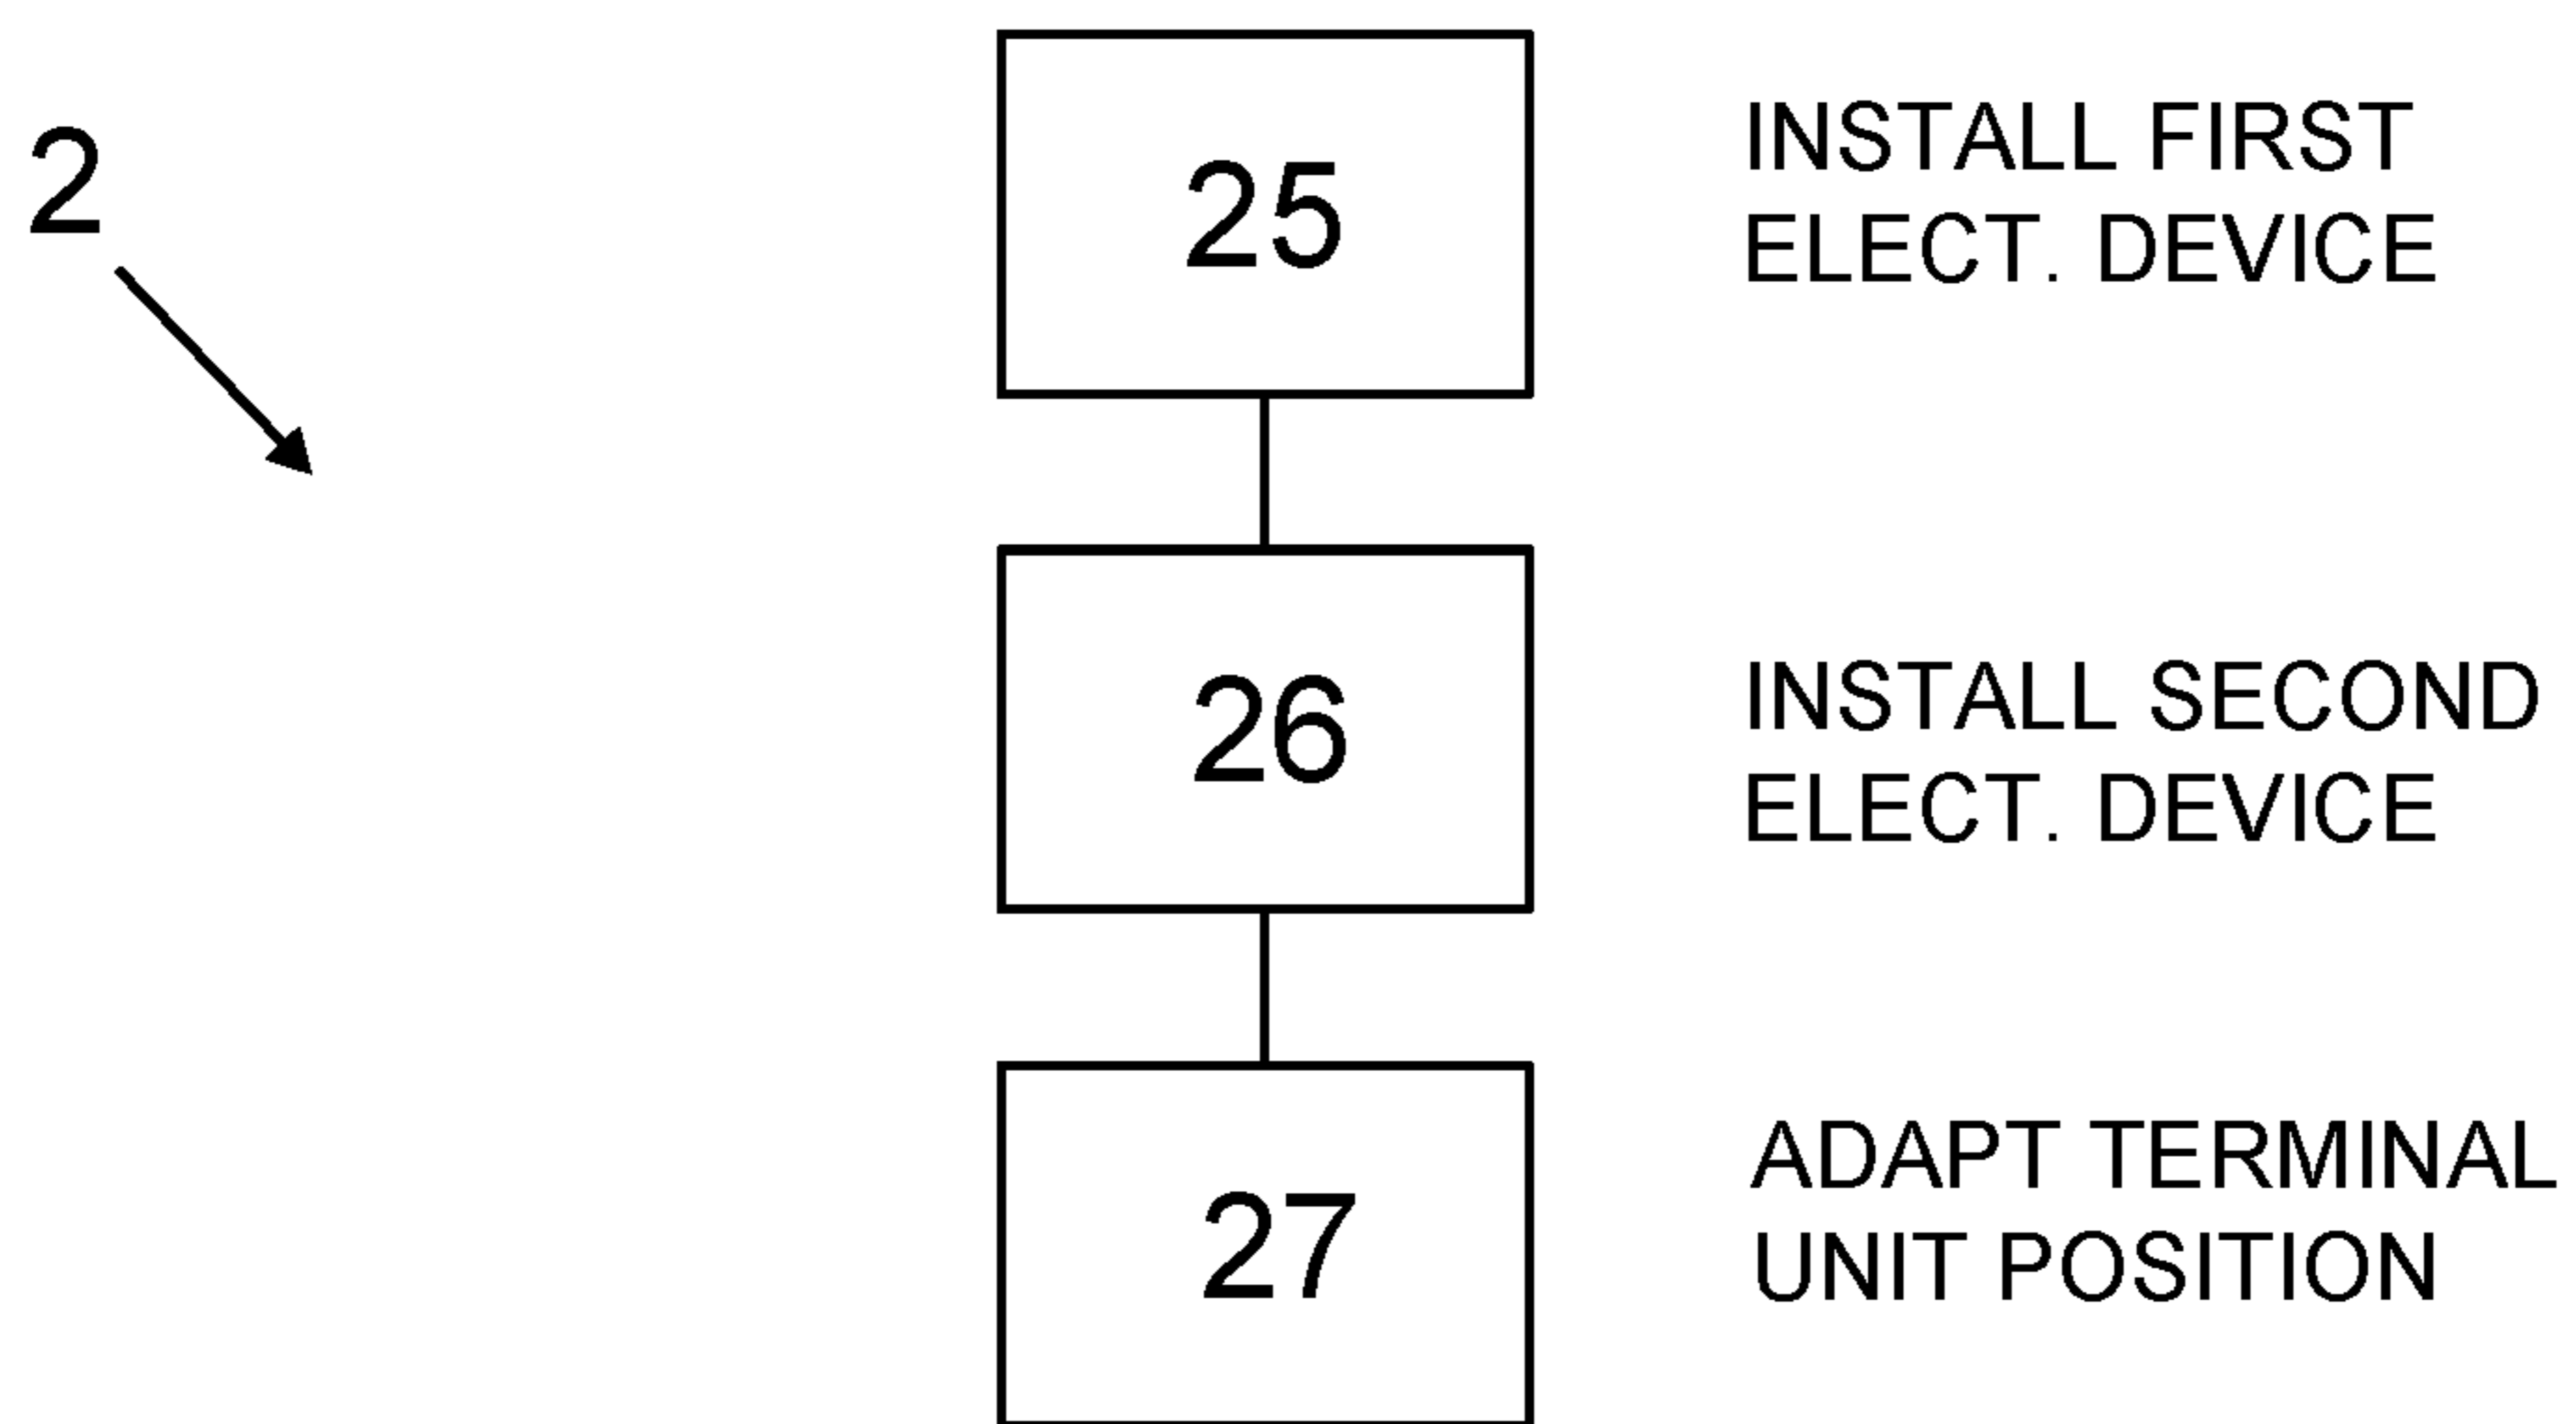 2
25
INSTALL FIRST
ELECT. DEVICE
26
INSTALL SECOND
ELECT. DEVICE
27
ADAPT TERMINAL
UNIT POSITION